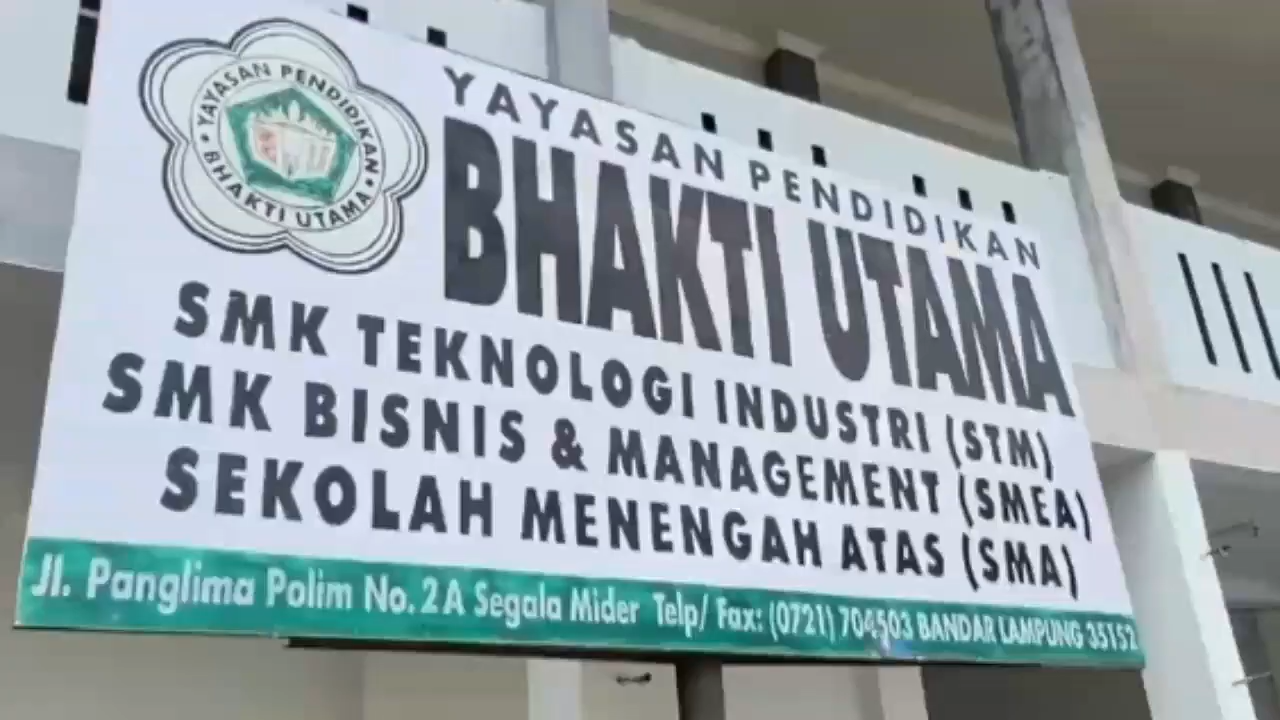 YAYASAN PENDIDIKAN
• BHAKTI UTAMA •
YAYASAN PENDIDIKAN
BHAKTI UTAMA
SMK TEKNOLOGI INDUSTRI (STM)
SMK BISNIS & MANAGEMENT (SMEA)
SEKOLAH MENENGAH ATAS (SMA)
Jl. Panglima Polim No. 2A Segala Mider Telp/ Fax: (0721) 704503 BANDAR LAMPUNG 35152